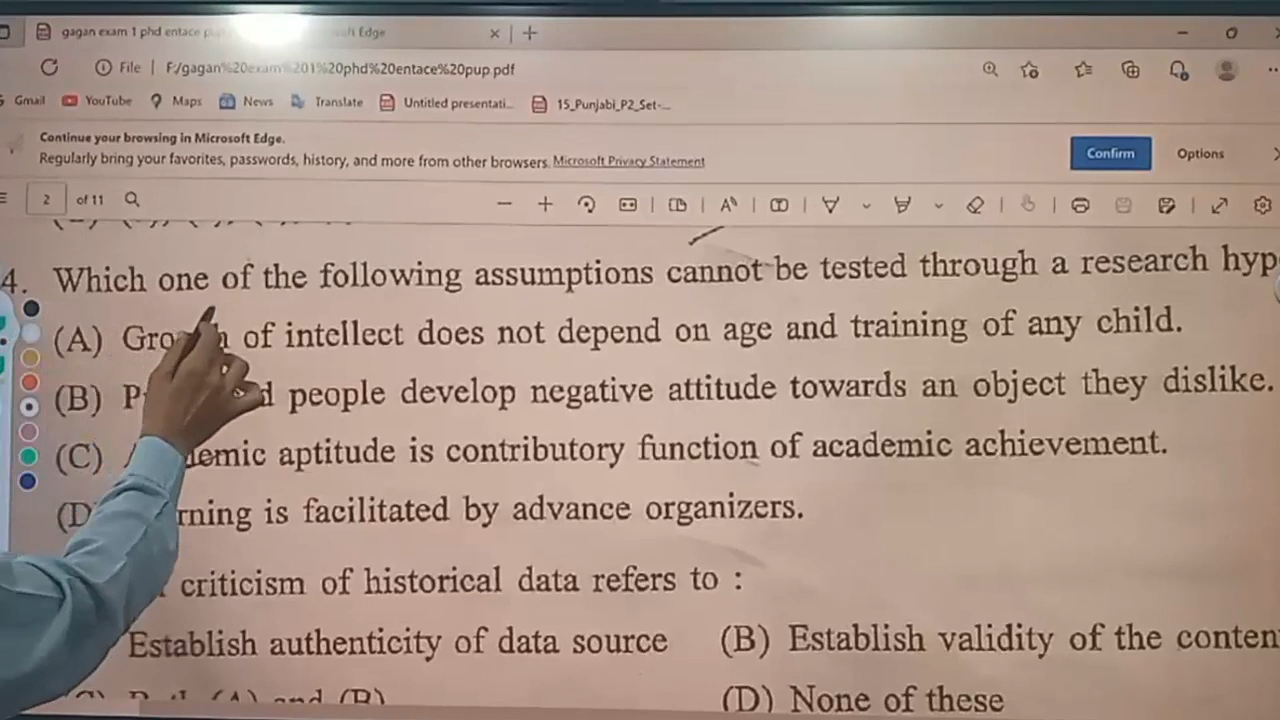 gagan exam 1 phd entace
Edge
File F:/gagan%20exam%201%20phd%20entace%20pup.pdf
Gmail YouTube Maps News Translate Untitled presentati... 15_Punjabi_P2_Set-...
Continue your browsing in Microsoft Edge.
Regularly bring your favorites, passwords, history, and more from other browsers. Microsoft Privacy Statement
Confirm Options
2 of 11
4. Which one of the following assumptions cannot be tested through a research hyp
(A) of intellect does not depend on age and training of any child.
(B) people develop negative attitude towards an object they dislike.
(C) aptitude is contributory function of academic achievement.
(D is facilitated by advance organizers.
criticism of historical data refers to :
Establish authenticity of data source (B) Establish validity of the conten
(A) and (B) (D) None of these